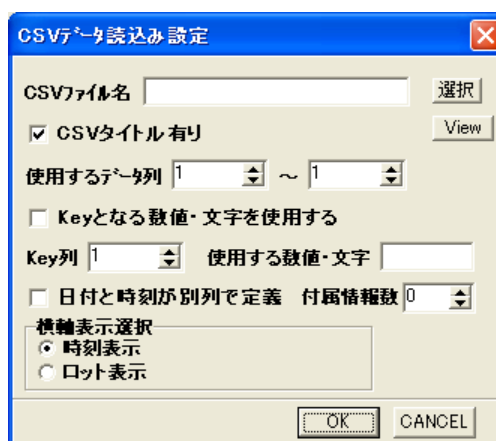 CSVﾃﾞｰﾀ読込み設定
CSVﾌｧｲﾙ名 選択
CSVタイトル有り View
使用するﾃﾞｰﾀ列 1 ～ 1
Keyとなる数値・文字を使用する
Key列 1 使用する数値・文字
日付と時刻が別列で定義 付属情報数 0
横軸表示選択
時刻表示
ロット表示
OK CANCEL